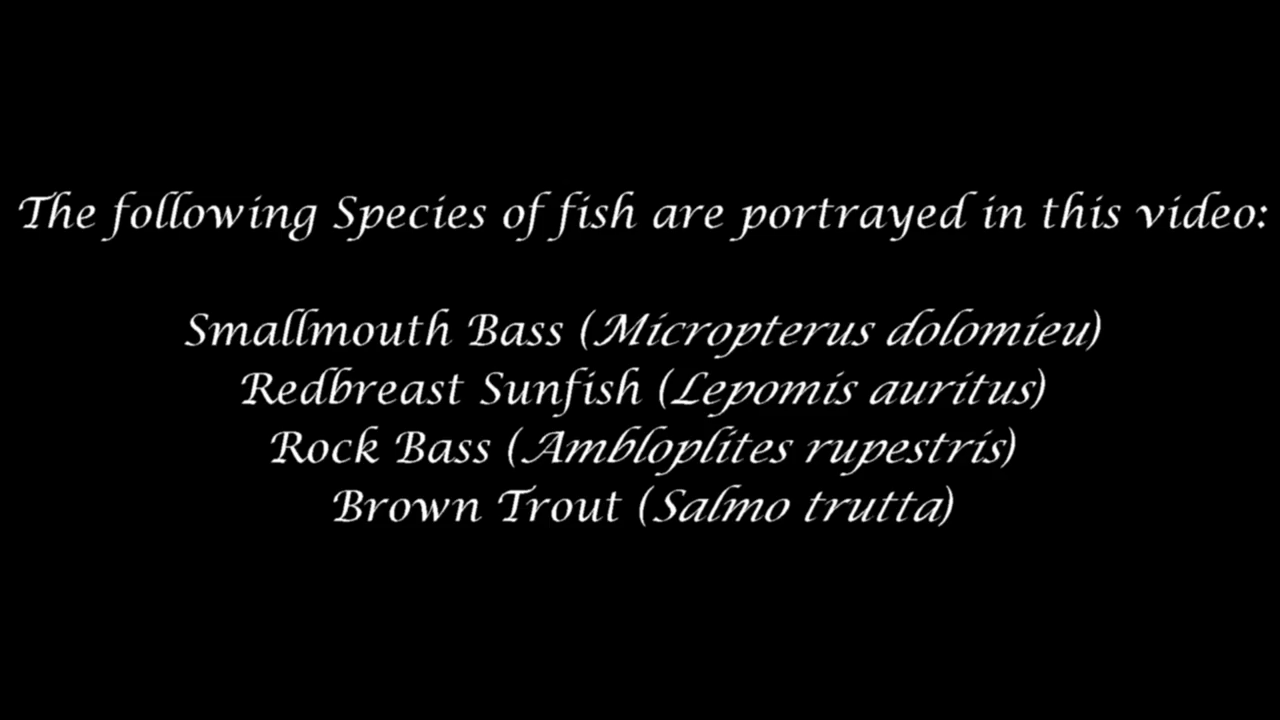 The following Species of fish are portrayed in this video:
Smallmouth Bass (Micropterus dolomieu)
Redbreast Sunfish (Lepomis auritus)
Rock Bass (Ambloplites rupestris)
Brown Trout (Salmo trutta)